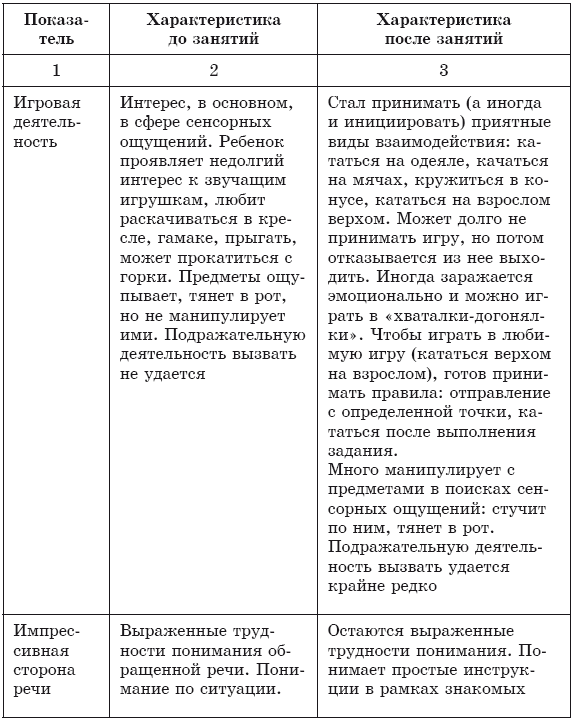 Показа-
тель
Характеристика
до занятий
Характеристика
после занятий
1
2
3
Игровая
деятель-
ность
Интерес, в основном,
в сфере сенсорных
ощущений. Ребенок
проявляет недолгий
интерес к звучащим
игрушкам, любит
раскачиваться в кре-
сле, гамаке, прыгать,
может прокатиться с
горки. Предметы ощу-
пывает, тянет в рот,
но не манипулирует
ими. Подражательную
деятельность вызвать
не удается
Стал принимать (а иногда
и инициировать) приятные
виды взаимодействия: ка-
таться на одеяле, качаться
на мячах, кружиться в ко-
нусе, кататься на взрослом
верхом. Может долго не
принимать игру, но потом
отказывается из нее выхо-
дить. Иногда заражается
эмоционально и можно иг-
рать в «хваталки-догонял-
ки». Чтобы играть в люби-
мую игру (кататься верхом
на взрослом), готов прини-
мать правила: отправление
с определенной точки, ка-
таться после выполнения
задания.
Много манипулирует с
предметами в поисках сен-
сорных ощущений: стучит
по ним, тянет в рот.
Подражательную деятель-
ность вызвать удается
крайне редко
Импрес-
сивная
сторона
речи
Выраженные труд-
ности понимания об-
ращенной речи. Пони-
мание по ситуации.
Остаются выраженные
трудности понимания. По-
нимает простые инструк-
ции в рамках знакомых